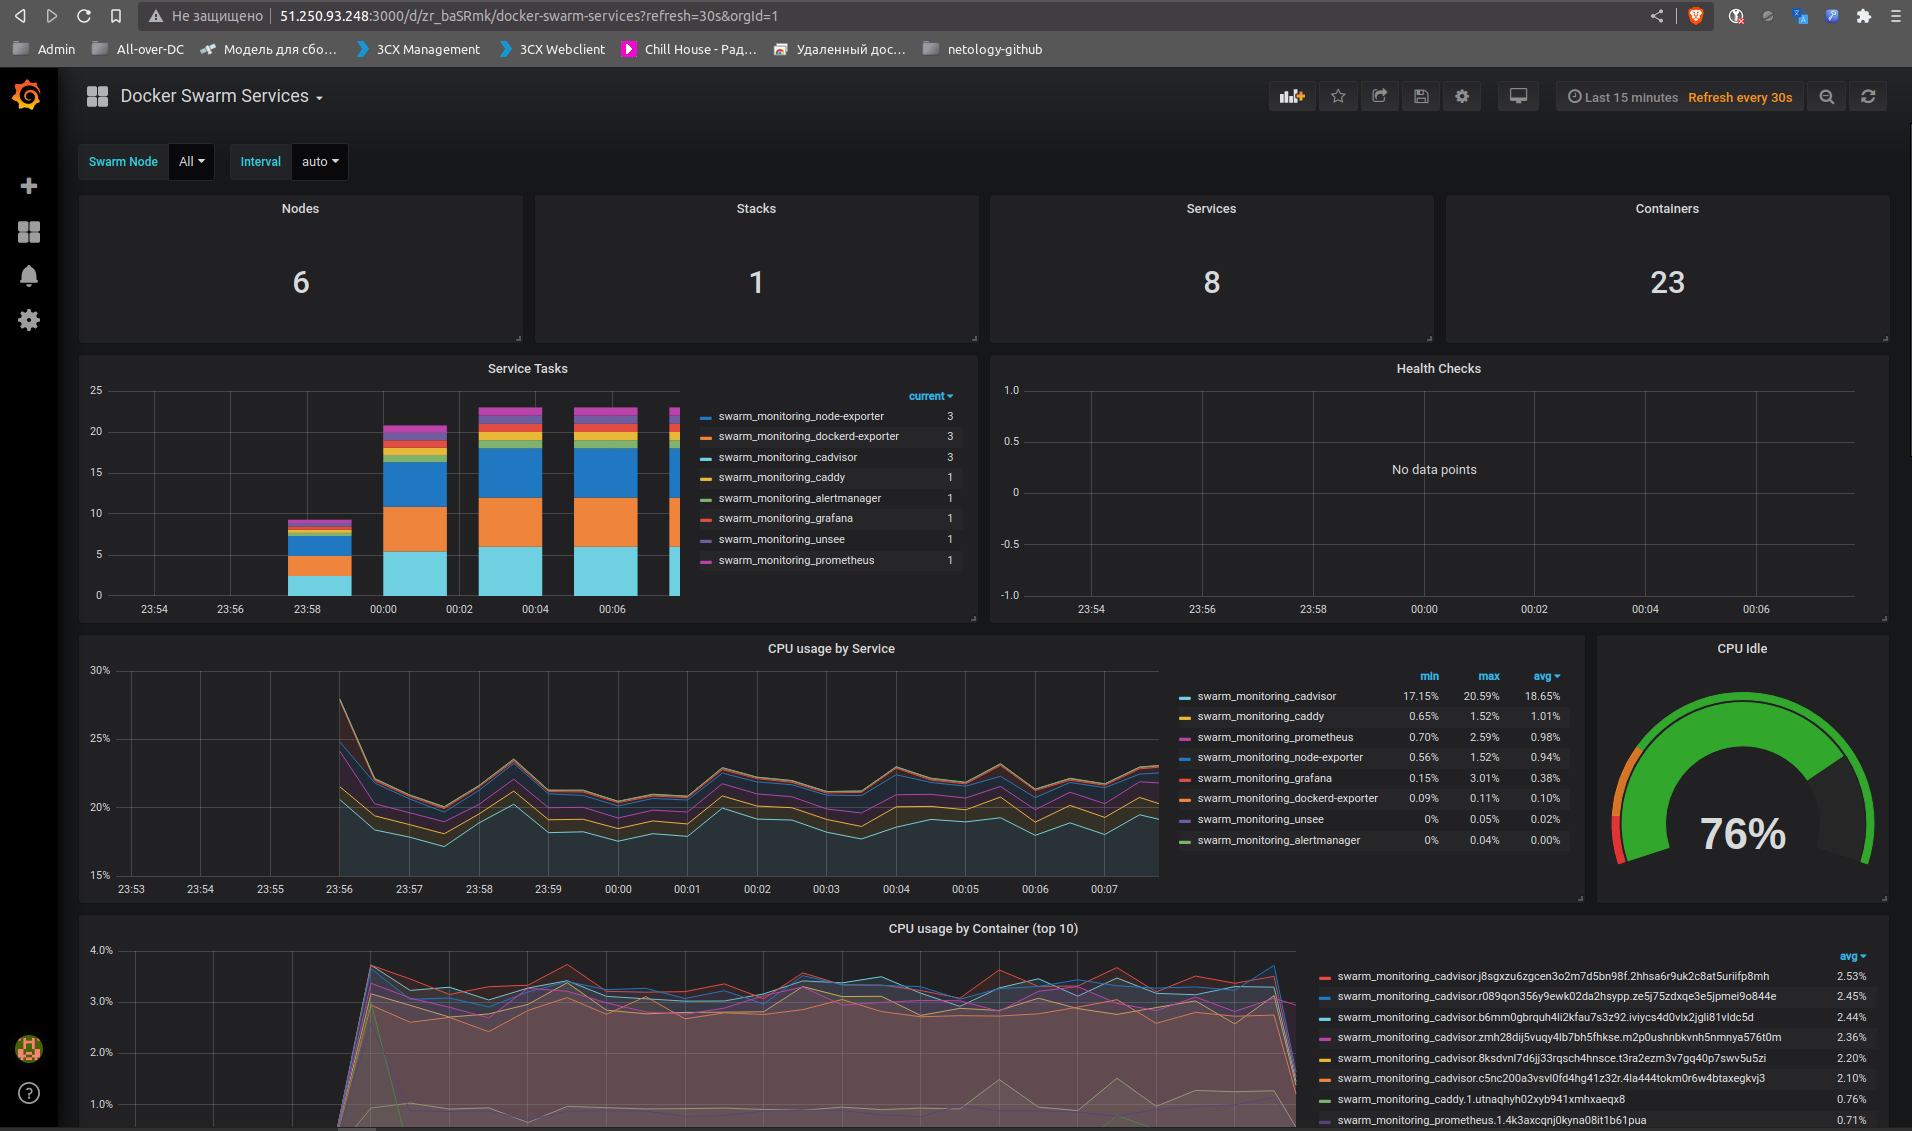 Не защищено 51.250.93.248:3000/d/zr_baSRmk/docker-swarm-services?refresh=30s&orgId=1
Admin All-over-DC Модель для сбо... 3CX Management 3CX Webclient Chill House - Рад... Удаленный дос... netology-github
Docker Swarm Services
Last 15 minutes Refresh every 30s
Swarm Node All Interval auto
Nodes
6
Stacks
1
Services
8
Containers
23
Service Tasks
25
20
15
10
5
0
23:54 23:56 23:58 00:00 00:02 00:04 00:06
current
swarm_monitoring_node-exporter 3
swarm_monitoring_dockerd-exporter 3
swarm_monitoring_cadvisor 3
swarm_monitoring_caddy 1
swarm_monitoring_alertmanager 1
swarm_monitoring_grafana 1
swarm_monitoring_unsee 1
swarm_monitoring_prometheus 1
Health Checks
1.0
0.5
0
-0.5
-1.0
No data points
23:54 23:56 23:58 00:00 00:02 00:04 00:06
CPU usage by Service
30%
25%
20%
15%
23:53 23:54 23:55 23:56 23:57 23:58 23:59 00:00 00:01 00:02 00:03 00:04 00:05 00:06 00:07
min max avg
swarm_monitoring_cadvisor 17.15% 20.59% 18.65%
swarm_monitoring_caddy 0.65% 1.52% 1.01%
swarm_monitoring_prometheus 0.70% 2.59% 0.98%
swarm_monitoring_node-exporter 0.56% 1.52% 0.94%
swarm_monitoring_grafana 0.15% 3.01% 0.38%
swarm_monitoring_dockerd-exporter 0.09% 0.11% 0.10%
swarm_monitoring_unsee 0% 0.05% 0.02%
swarm_monitoring_alertmanager 0% 0.04% 0.00%
CPU Idle
76%
CPU usage by Container (top 10)
4.0%
3.0%
2.0%
1.0%
avg
swarm_monitoring_cadvisor.j8sgxzu6zgcen3o2m7d5bn98f.2hhsa6r9uk2c8at5uriifp8mh 2.53%
swarm_monitoring_cadvisor.r089qon356y9ewk02da2hsypp.ze5j75zdxqe3e5jpmei9o844e 2.45%
swarm_monitoring_cadvisor.b6mm0gbrquh4li2kfau7s3z92.iviycs4d0vlx2jgli81vldc5d 2.44%
swarm_monitoring_cadvisor.zmh28dij5vuqy4lb7bh5fhkse.m2p0ushnbkvnh5nmnya576t0m 2.36%
swarm_monitoring_cadvisor.8ksdvnl7d6jj33rqsch4hnsce.t3ra2ezm3v7gq40p7swv5u5zi 2.20%
swarm_monitoring_cadvisor.c5nc200a3vsvl0fd4hg41z32r.4la444tokm0r6w4btaxegkvj3 2.10%
swarm_monitoring_caddy.1.utnaqhyh02xyb941xmhxaeqx8 0.76%
swarm_monitoring_prometheus.1.4k3axcqnj0kyna08it1b61pua 0.71%